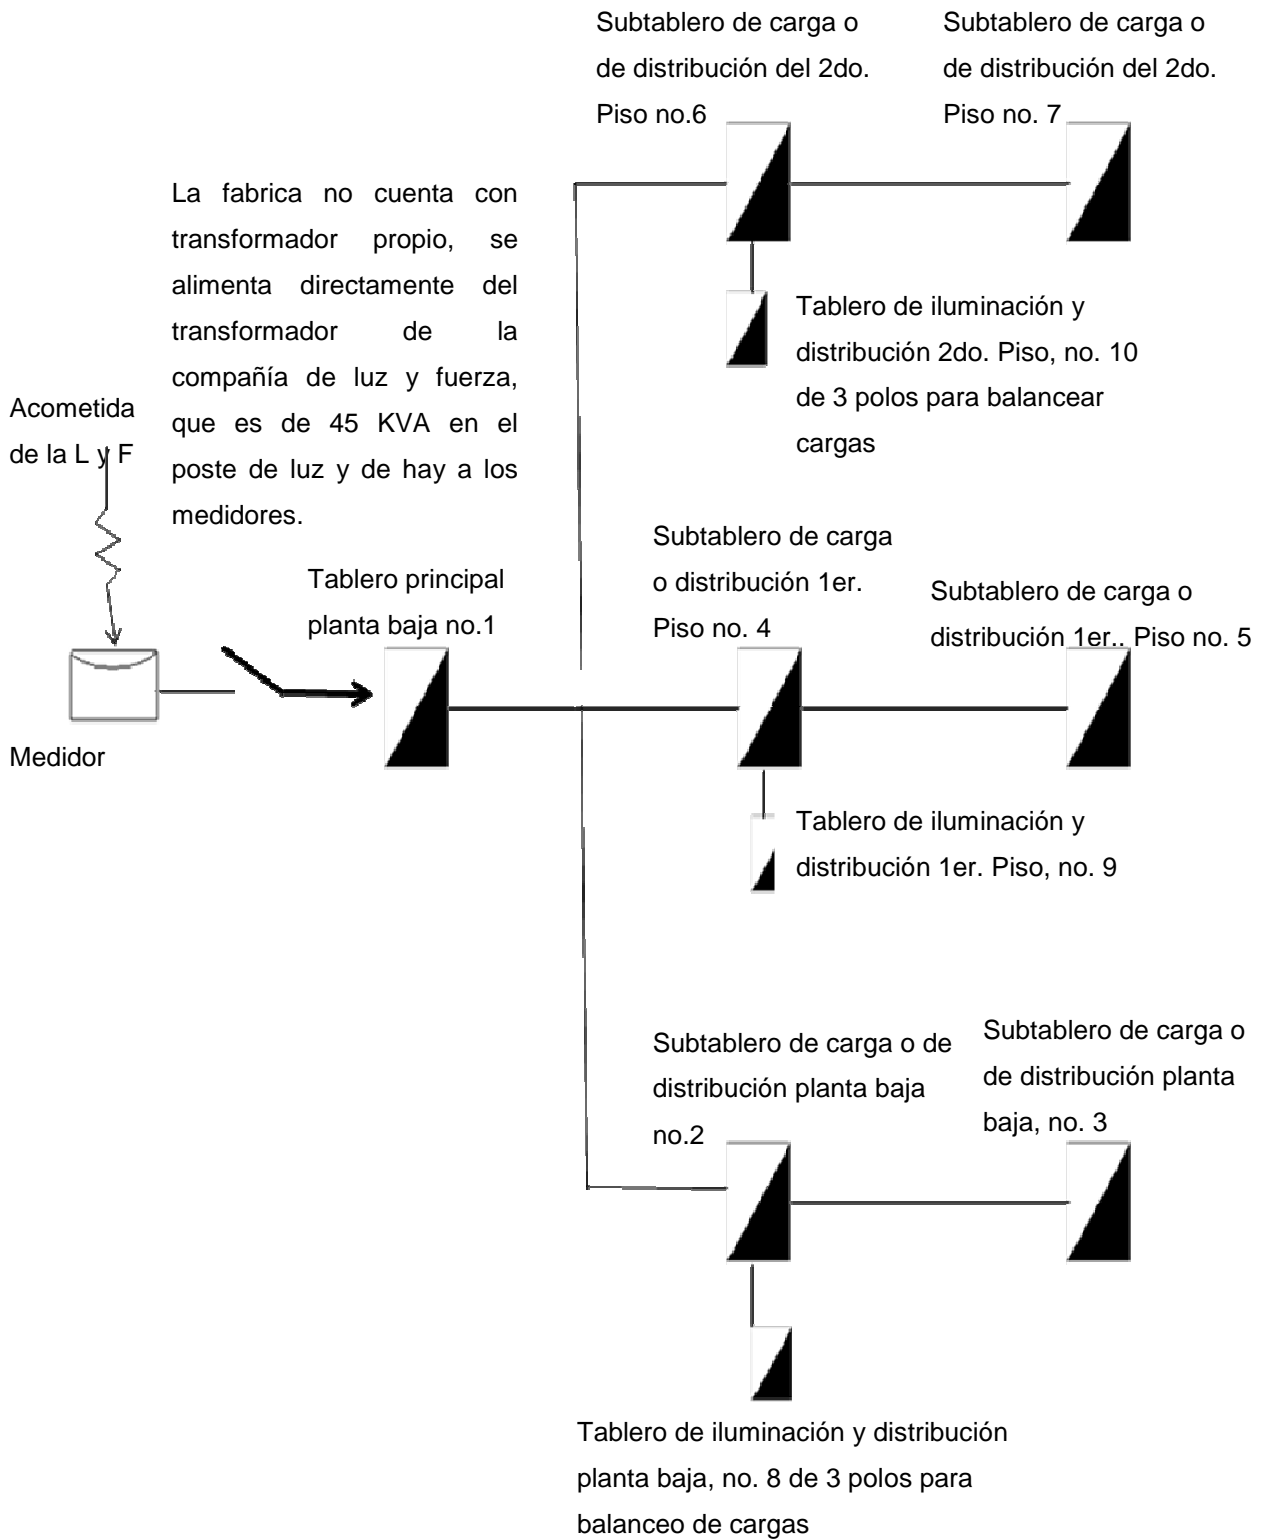 Subtablero de carga o
de distribución del 2do.
Piso no.6
Subtablero de carga o
de distribución del 2do.
Piso no. 7
La fabrica no cuenta con
transformador propio, se
alimenta directamente del
transformador de la
compañía de luz y fuerza,
que es de 45 KVA en el
poste de luz y de hay a los
medidores.
Tablero de iluminación y
distribución 2do. Piso, no. 10
de 3 polos para balancear
cargas
Acometida
de la L y F
Tablero principal
planta baja no.1
Subtablero de carga
o distribución 1er.
Piso no. 4
Subtablero de carga o
distribución 1er.. Piso no. 5
Medidor
Tablero de iluminación y
distribución 1er. Piso, no. 9
Subtablero de carga o de
distribución planta baja
no.2
Subtablero de carga o
de distribución planta
baja, no. 3
Tablero de iluminación y distribución
planta baja, no. 8 de 3 polos para
balanceo de cargas